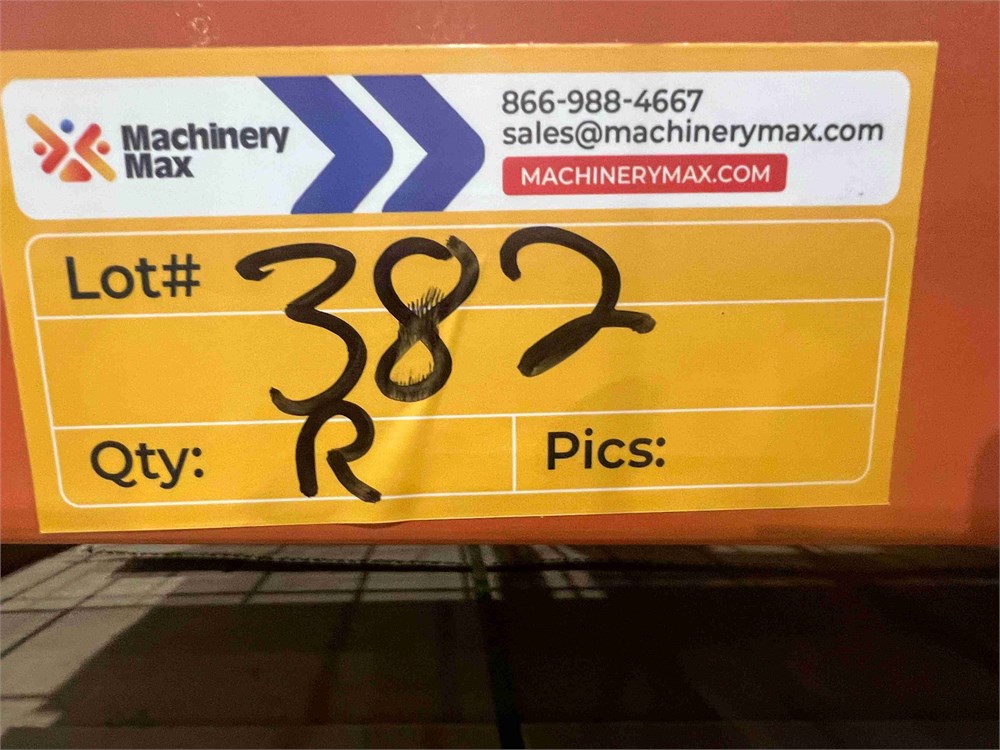 Machinery
Max
866-988-4667
sales@machinerymax.com
MACHINERYMAX.COM
Lot# 382
Qty: R
Pics: